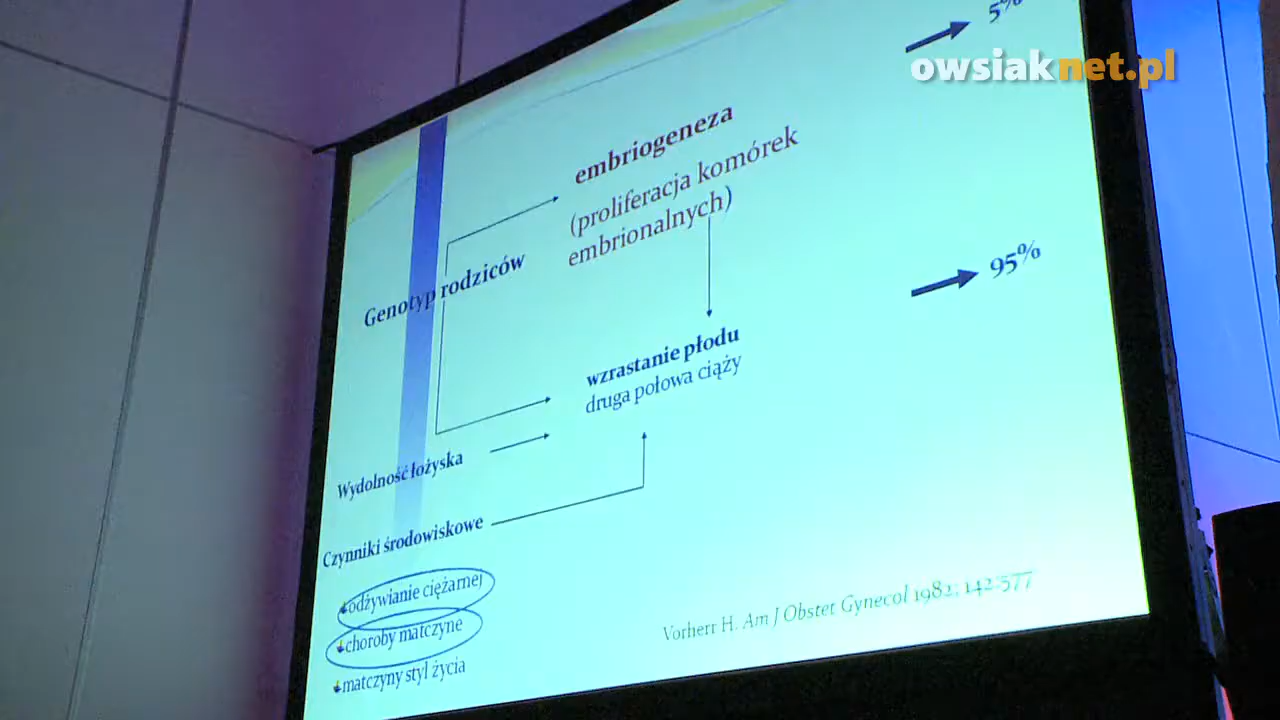 5%
owsiaknet.pl
embriogeneza
(proliferacja komórek
embrionalnych)
Genotyp rodziców
95%
wzrastanie płodu
druga połowa ciąży
Wydolność łożyska
Czynniki środowiskowe
odżywianie ciężarnej
choroby matczyne
matczyny styl życia
Vorherr H. Am J Obstet Gynecol 1982; 142:577